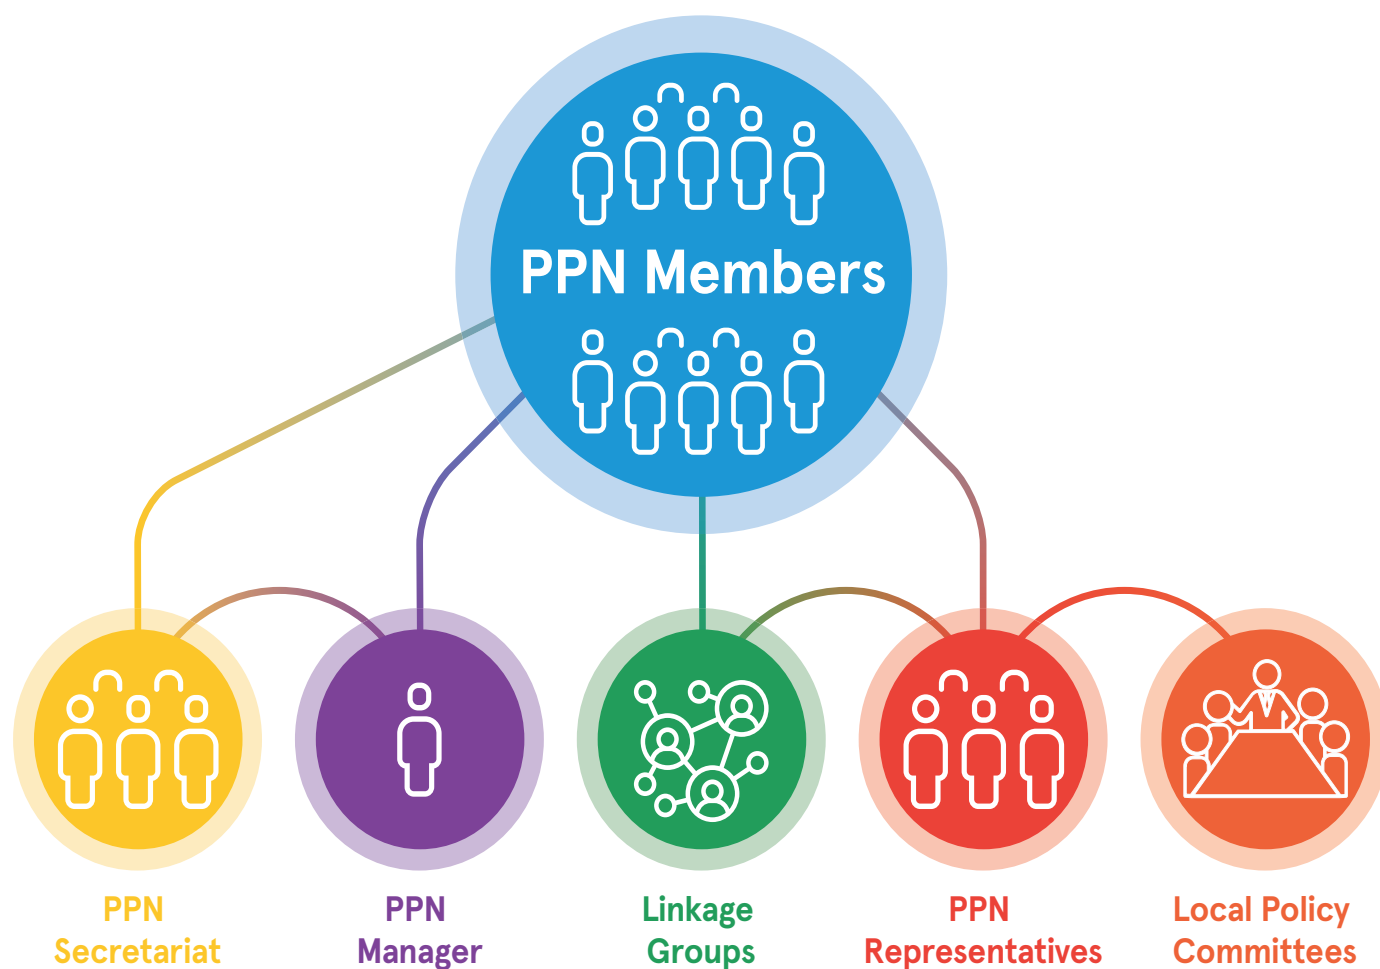 PPN Members
PPN
Secretariat
PPN
Manager
Linkage
Groups
PPN
Representatives
Local Policy
Committees